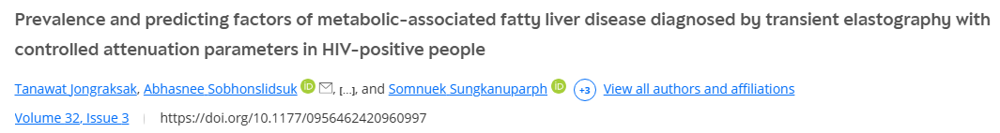 Prevalence and predicting factors of metabolic-associated fatty liver disease diagnosed by transient elastography with
controlled attenuation parameters in HIV-positive people
Tanawat Jongraksak, Abhasnee Sobhonslidsuk iD , [...], and Somnuek Sungkanuparph iD +3 View all authors and affiliations
Volume 32, Issue 3 | https://doi.org/10.1177/0956462420960997